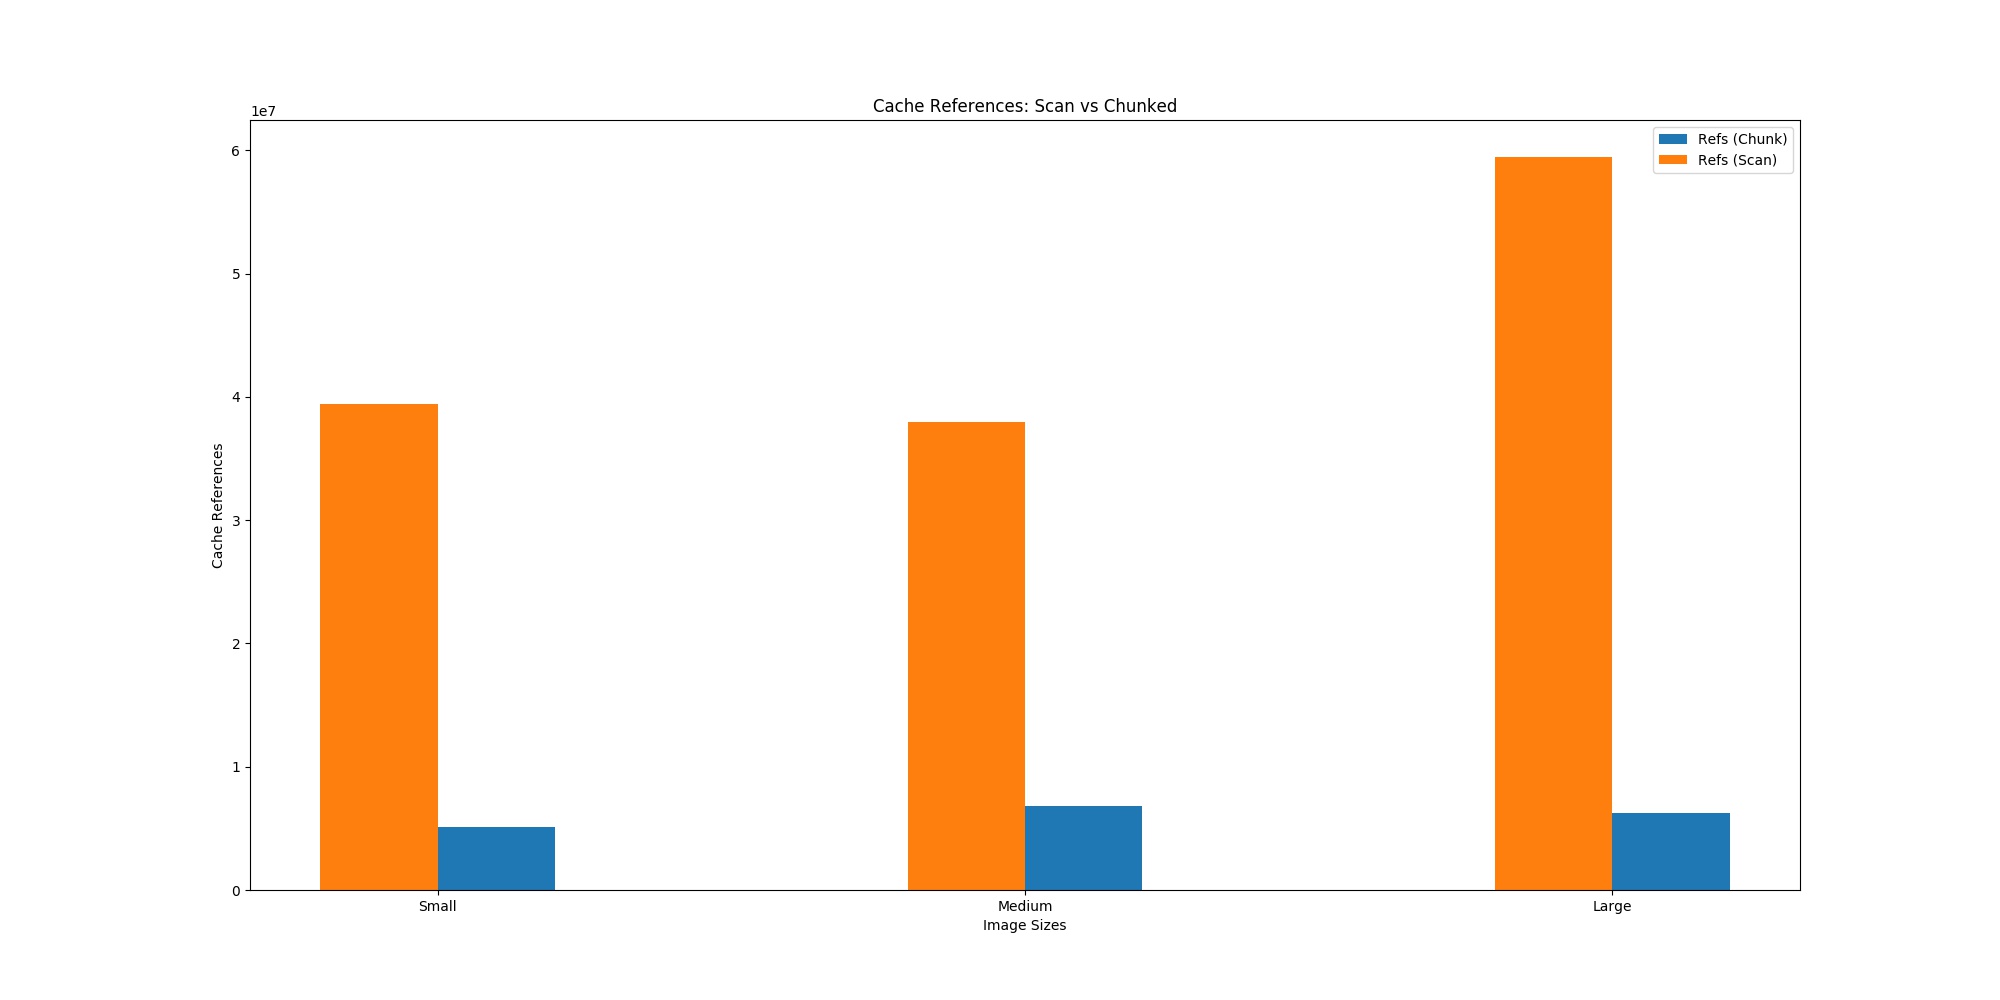 Cache References: Scan vs Chunked
1e7
Refs (Chunk)
Refs (Scan)
6
5
4
3
2
1
0
Cache References
Small
Medium
Large
Image Sizes